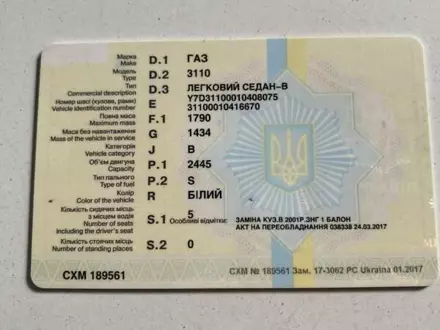 Марка
Make D.1 ГАЗ
Модель
Type D.2 3110
Тип
Commercial description D.3 ЛЕГКОВИЙ СЕДАН-В
Номер шасі (кузова, рами)
Vehicle identification number E Y7D31100010408075
31100010416670
Повна маса
Maximum mass F.1 1790
Маса без навантаження
Mass of the vehicle in service G 1434
Категорія
Vehicle category J B
Об'єм двигуна
Capacity P.1 2445
Тип пального
Type of fuel P.2 S
Колір
Color of the vehicle R БІЛИЙ
Кількість сидячих місць
з місцем водія
Number of seats
including the driver's seat S.1 5
Особливі відмітки: ЗАМІНА КУЗ.В 2001Р.ЗНГ 1 БАЛОН
АКТ НА ПЕРЕОБЛАДНАННЯ 038338 24.03.2017
Кількість стоячих місць
Number of standing places S.2 0
СХМ 189561
СХМ № 189561 Зам. 17-3062 PC Ukraina 01.2017